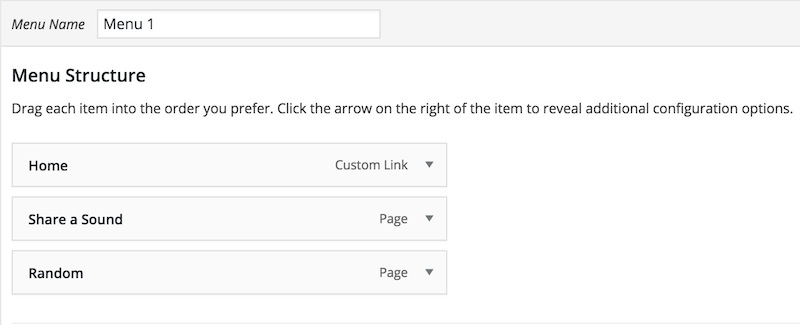 Menu Name Menu 1
Menu Structure
Drag each item into the order you prefer. Click the arrow on the right of the item to reveal additional configuration options.
Home Custom Link
Share a Sound Page
Random Page